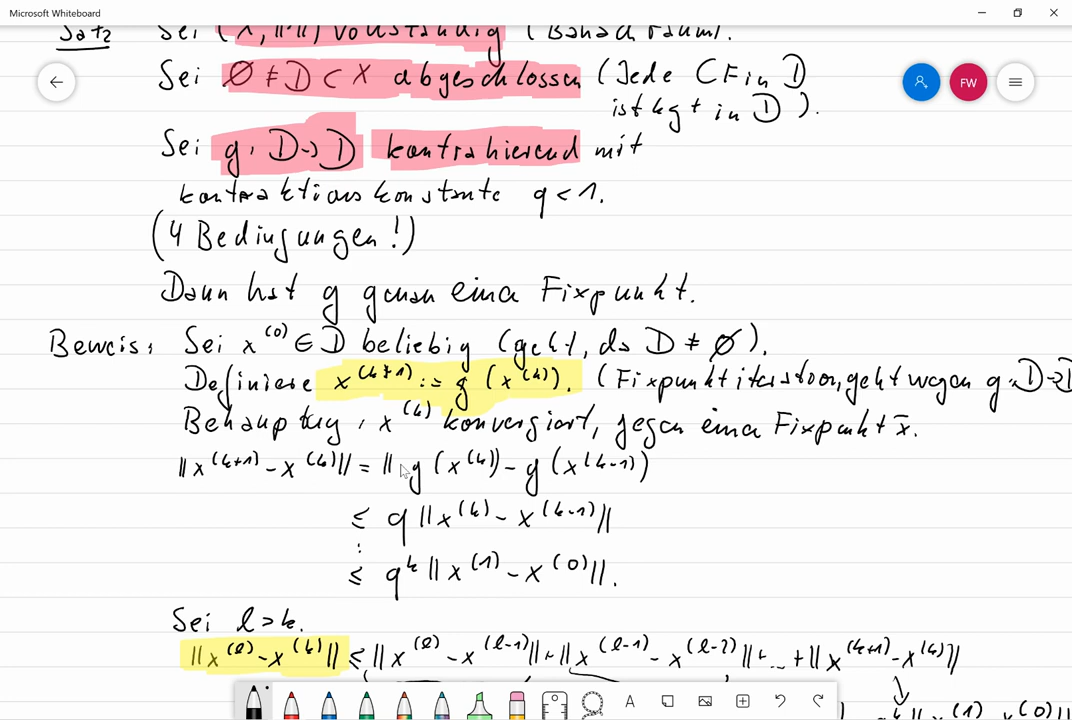 Microsoft Whiteboard
Satz Sei (X, ||·||) vollständig (Banachraum).
Sei ∅ ≠ D ⊂ X abgeschlossen (Jede CF in D
ist kgt in D).
FW
Sei g: D→D kontrahierend mit
Kontraktionskonstante q < 1.
(4 Bedingungen!)
Dann hat g genau einen Fixpunkt.
Beweis: Sei x^(0) ∈ D beliebig (geht, da D ≠ ∅).
Definiere x^(k+1) := g(x^(k)). (Fixpunktiteration, geht wegen g: D→D
Behauptung: x^(k) konvergiert, gegen einen Fixpunkt x̄.
||x^(k+1) - x^(k)|| = ||g(x^(k)) - g(x^(k-1))
≤ q ||x^(k) - x^(k-1)||
⋮
≤ q^k ||x^(1) - x^(0)||.
Sei l > k.
||x^(l) - x^(k)|| ≤ ||x^(l) - x^(l-1)|| + ||x^(l-1) - x^(l-2)|| + ... + ||x^(k+1) - x^(k)||
A